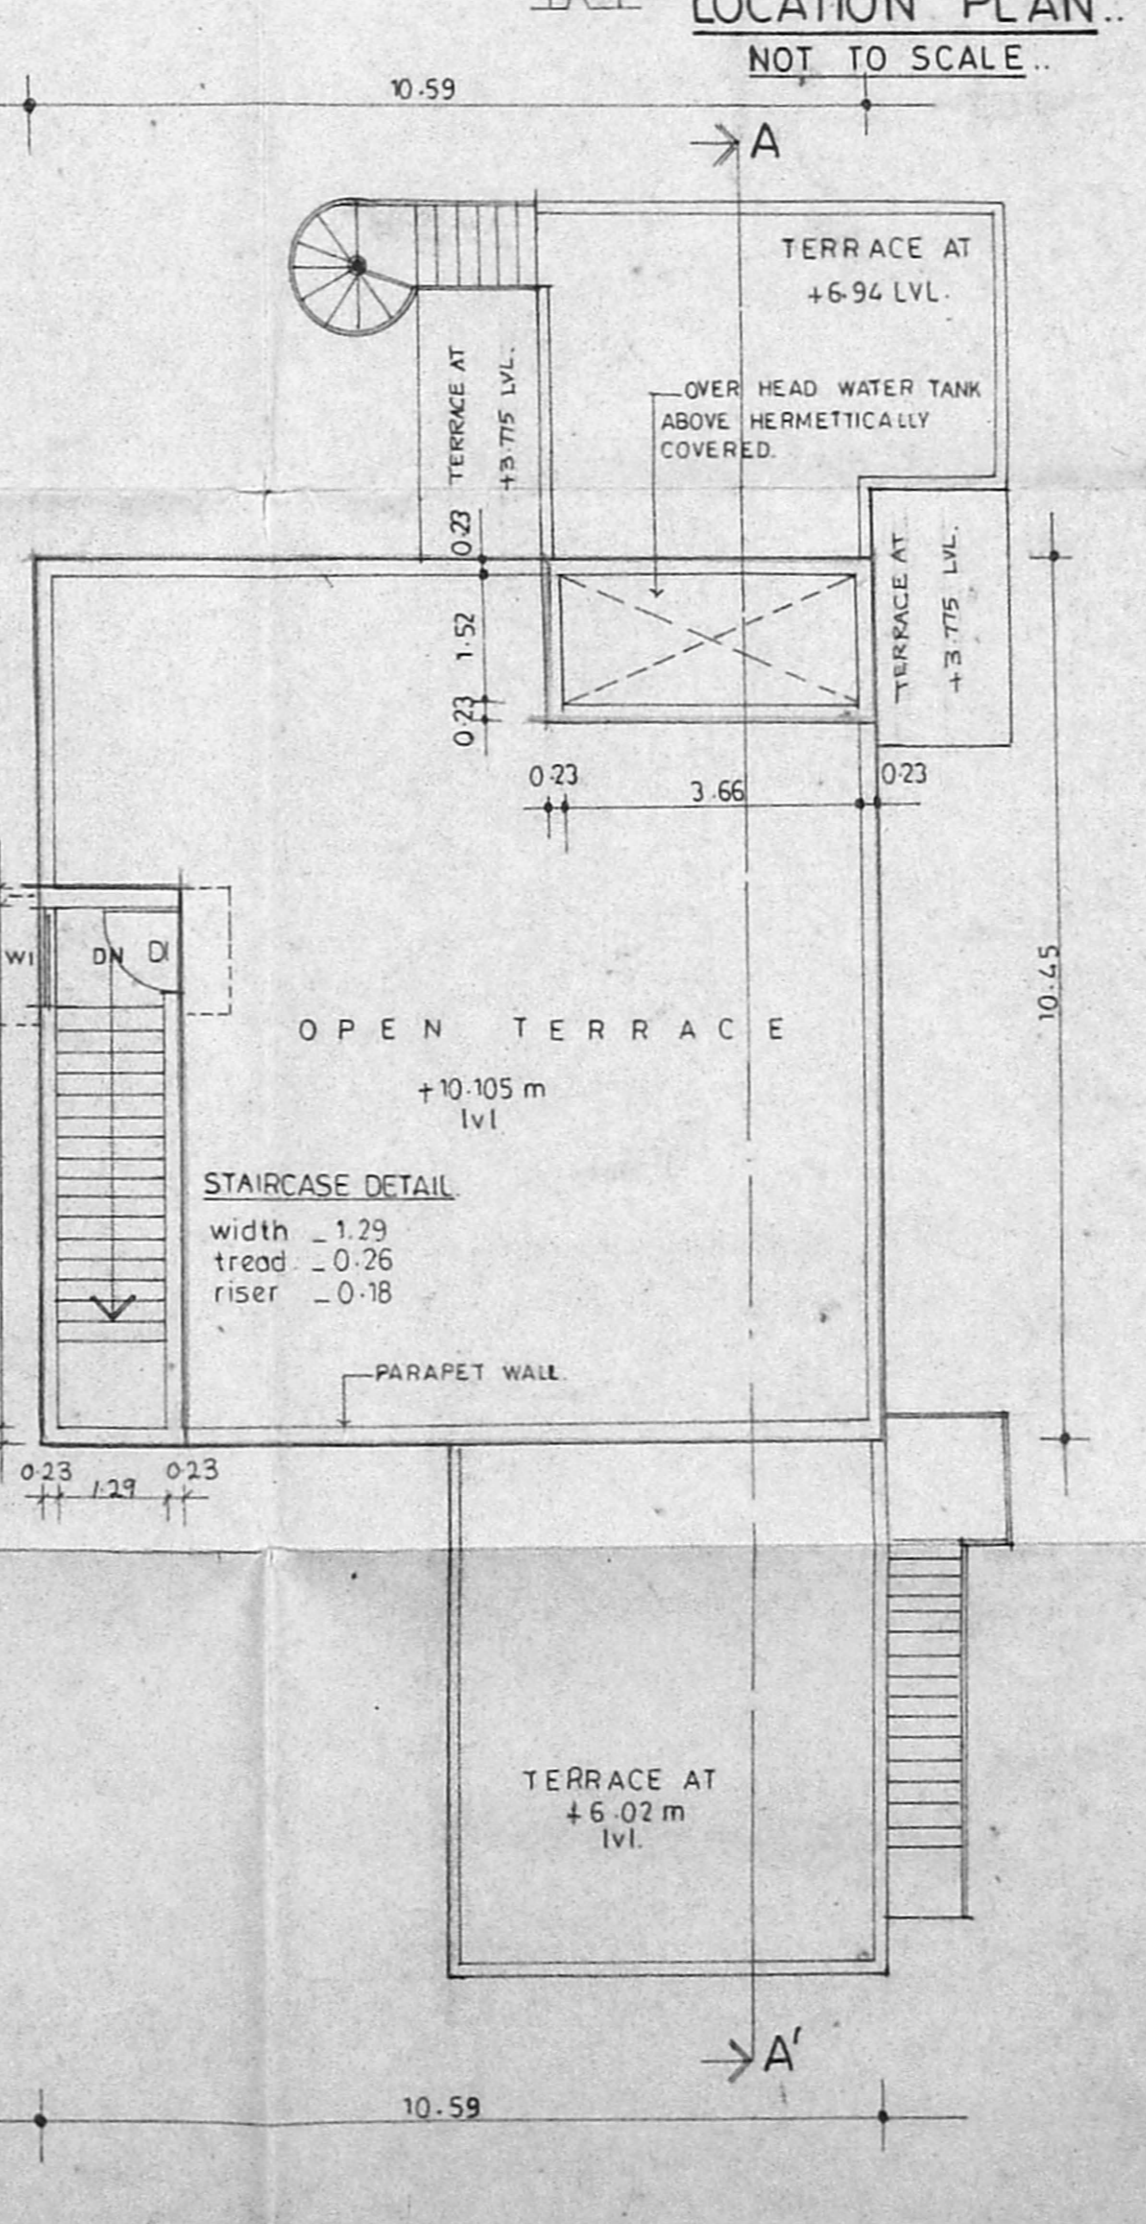 LOCATION PLAN..
NOT TO SCALE..
10.59
A
TERRACE AT
+6.94 LVL.
TERRACE AT
+3.775 LVL.
OVER HEAD WATER TANK
ABOVE HERMETTICALLY
COVERED.
0.23
1.52
0.23
TERRACE AT
+3.775 LVL.
0.23
3.66
0.23
W1
DN
D1
10.45
OPEN TERRACE
+10.105 m
lvl
STAIRCASE DETAIL.
width - 1.29
tread - 0.26
riser - 0.18
PARAPET WALL.
0.23
1.29
0.23
TERRACE AT
+6.02 m
lvl.
A'
10.59